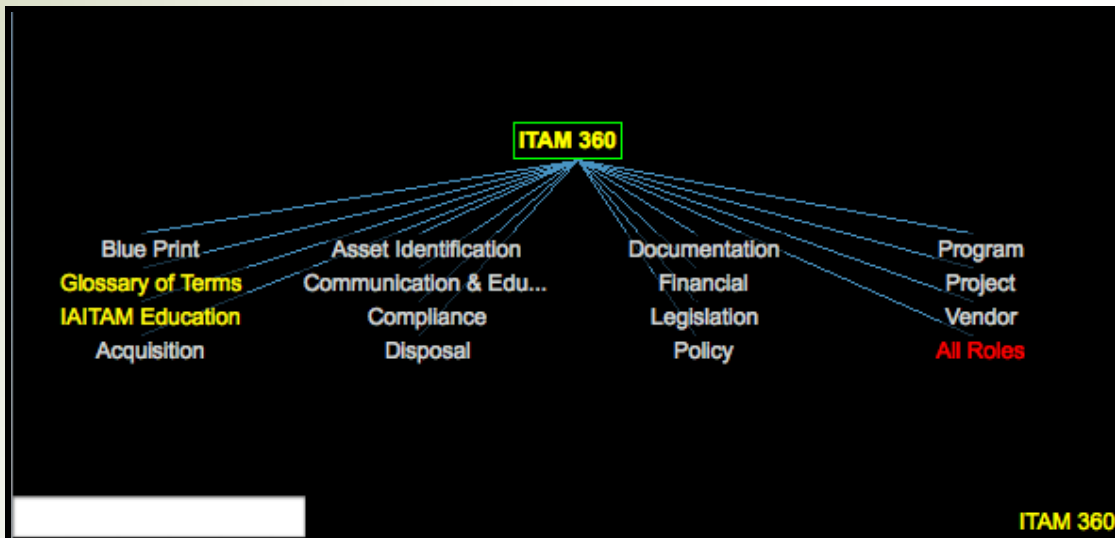 ITAM 360
Blue Print
Asset Identification
Documentation
Program
Glossary of Terms
Communication & Edu...
Financial
Project
IAITAM Education
Compliance
Legislation
Vendor
Acquisition
Disposal
Policy
All Roles
ITAM 360